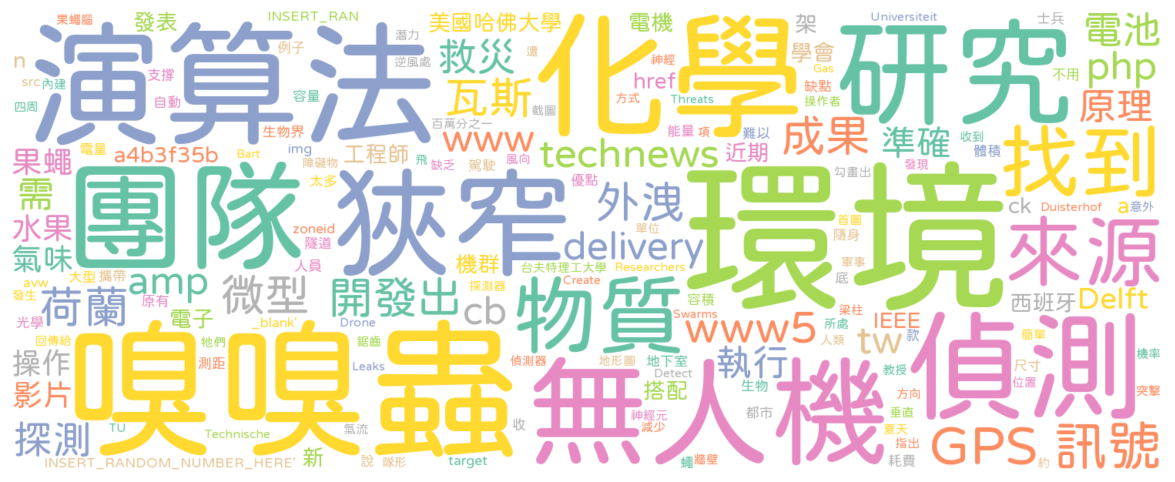 果蠅腦 發表 INSERT_RAN 美國哈佛大學 電機 架 Universiteit 士兵 電池
演算法 化學 研究
例子 潛力 逆風處 救災 遭 神經 學會 Gas 缺點 不用 php
n src 內建 支撐 瓦斯 href 操作者 原理
四周 自動 容量 截圖 方式 Threats
百萬分之一 www 能量 項 難以 成果 準確 收到 找到
生物界 電量 Bart img 工程師 飛 technews 近期 體積
果蠅 a4b3f35b 障礙物 缺乏 駕駛 風向 勾畫出 發現
需 團隊 太多 狹窄 優點 環境
水果 zoneid 隧道 外洩 單位 首圖 隨身 ck Duisterhof a 意外
氣味 人員 delivery 來源
大型 攜帶 amp 機群 台夫特理工大學 Researchers 軍事 底
avw 發生 原有 微型 探測器 Create 物質 容積 西班牙 Delft
荷蘭 開發出 cb Swarms 梁柱
光學 電子 _blank' Drone 鋸齒 www5 所處 IEEE 款
回傳給 嗅嗅蟲 牠們 無人機 人類 tw 偵測 簡單 機率
操作 測距 Leaks 偵測器 地形圖 地下室 執行 教授 尺寸
影片 Detect 搭配 生物 方向 位置 突擊
探測 TU Technische 氣流 收 神經元 減少 都市 垂直 夏天 GPS 訊號
INSERT_RANDOM_NUMBER_HERE' 新 說 隊形 target 蠅 牆壁 耗費 指出 約